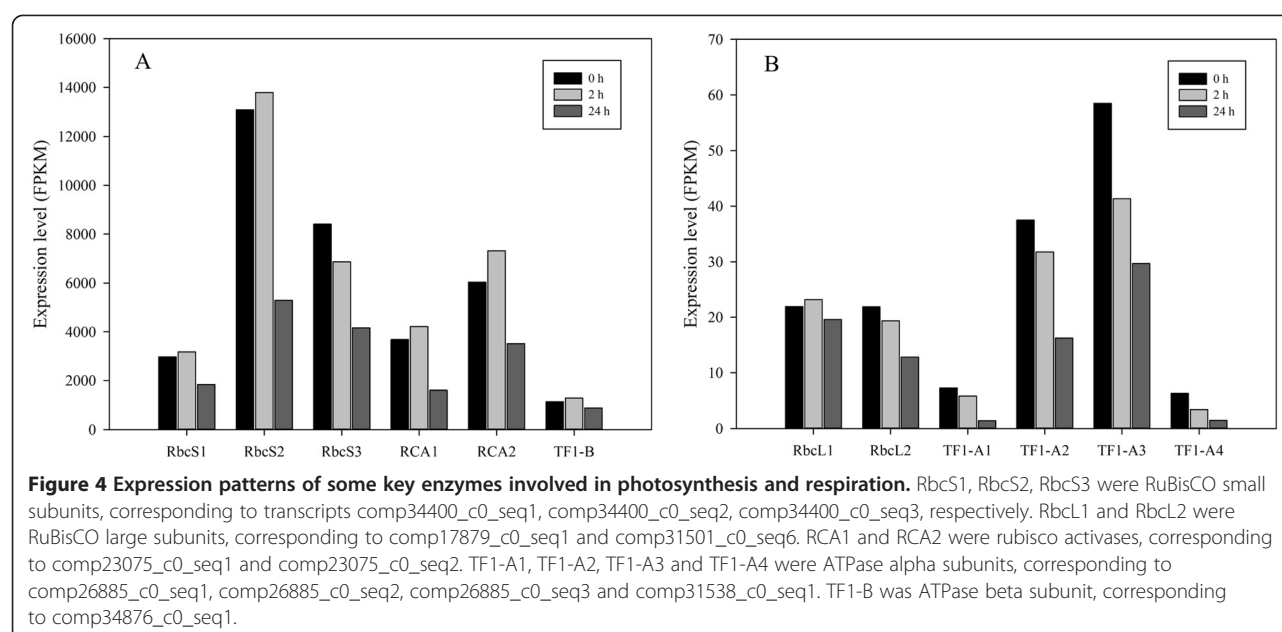 A
16000
14000
12000
10000
8000
6000
4000
2000
0
Expression level (FPKM)
0 h
2 h
24 h
RbcS1 RbcS2 RbcS3 RCA1 RCA2 TF1-B
B
70
60
50
40
30
20
10
0
Expression level (FPKM)
0 h
2 h
24 h
RbcL1 RbcL2 TF1-A1 TF1-A2 TF1-A3 TF1-A4
Figure 4 Expression patterns of some key enzymes involved in photosynthesis and respiration. RbcS1, RbcS2, RbcS3 were RuBisCO small
subunits, corresponding to transcripts comp34400_c0_seq1, comp34400_c0_seq2, comp34400_c0_seq3, respectively. RbcL1 and RbcL2 were
RuBisCO large subunits, corresponding to comp17879_c0_seq1 and comp31501_c0_seq6. RCA1 and RCA2 were rubisco activases, corresponding
to comp23075_c0_seq1 and comp23075_c0_seq2. TF1-A1, TF1-A2, TF1-A3 and TF1-A4 were ATPase alpha subunits, corresponding to
comp26885_c0_seq1, comp26885_c0_seq2, comp26885_c0_seq3 and comp31538_c0_seq1. TF1-B was ATPase beta subunit, corresponding
to comp34876_c0_seq1.